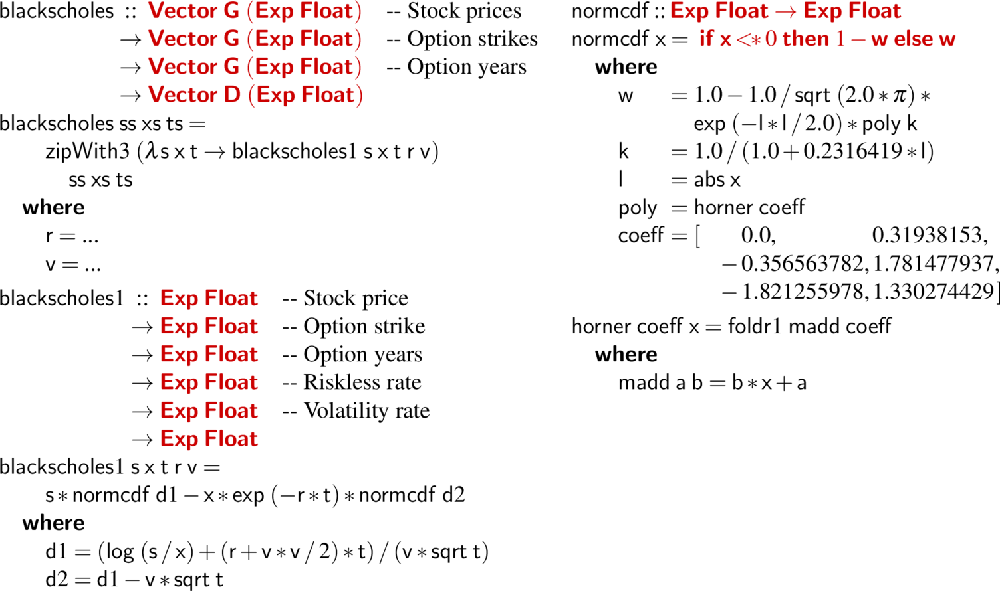 blackscholes :: Vector G (Exp Float) -- Stock prices
→ Vector G (Exp Float) -- Option strikes
→ Vector G (Exp Float) -- Option years
→ Vector D (Exp Float)
blackscholes ss xs ts =
zipWith3 (λ s x t → blackscholes1 s x t r v)
ss xs ts
where
r = ...
v = ...
blackscholes1 :: Exp Float -- Stock price
→ Exp Float -- Option strike
→ Exp Float -- Option years
→ Exp Float -- Riskless rate
→ Exp Float -- Volatility rate
→ Exp Float
blackscholes1 s x t r v =
s * normcdf d1 − x * exp (−r * t) * normcdf d2
where
d1 = (log (s / x) + (r + v * v / 2) * t) / (v * sqrt t)
d2 = d1 − v * sqrt t
normcdf :: Exp Float → Exp Float
normcdf x = if x <* 0 then 1 − w else w
where
w = 1.0 − 1.0 / sqrt (2.0 * π) *
exp (−l * l / 2.0) * poly k
k = 1.0 / (1.0 + 0.2316419 * l)
l = abs x
poly = horner coeff
coeff = [ 0.0, 0.31938153,
− 0.356563782, 1.781477937,
− 1.821255978, 1.330274429]
horner coeff x = foldr1 madd coeff
where
madd a b = b * x + a